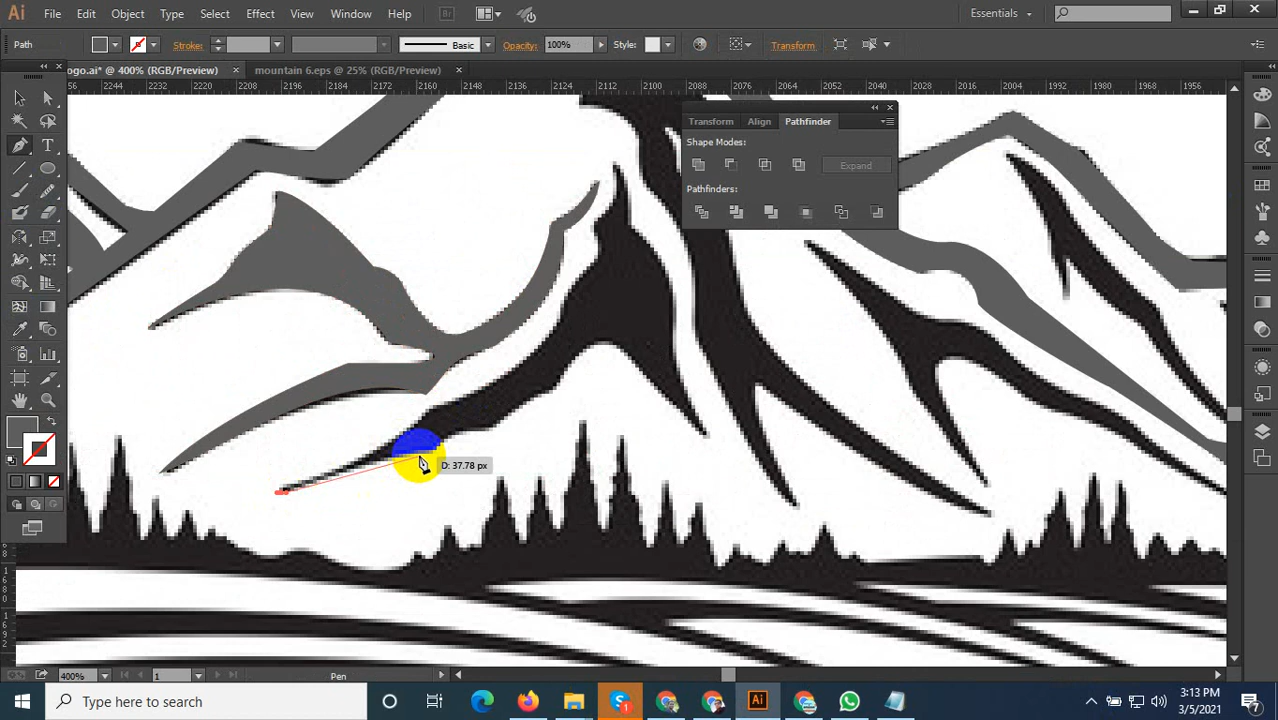 Ai File Edit Object Type Select Effect View Window Help Br Essentials
Path Stroke: Basic Opacity: 100% Style: Transform
ogo.ai* @ 400% (RGB/Preview) × mountain 6.eps @ 25% (RGB/Preview) ×
56 2244 2232 2220 2208 2196 2184 2172 2160 2148 2136 2124 2112 2100 2088 2076 2064 2052 2040 2028 2016 2004 1992 1980 1968 1956
Transform Align Pathfinder
Shape Modes:
Expand
Pathfinders:
D: 37.78 px
400% 1 Pen
Type here to search
Ai
3:13 PM
3/5/2021